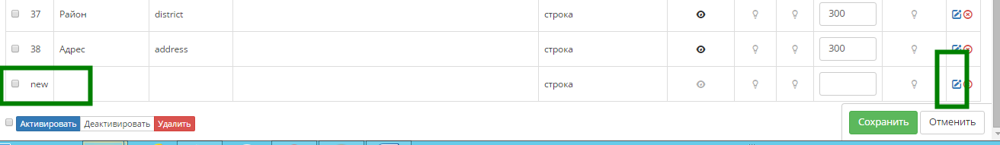 37 Район district строка 300
38 Адрес address строка 300
new строка
Активировать Деактивировать Удалить Сохранить Отменить